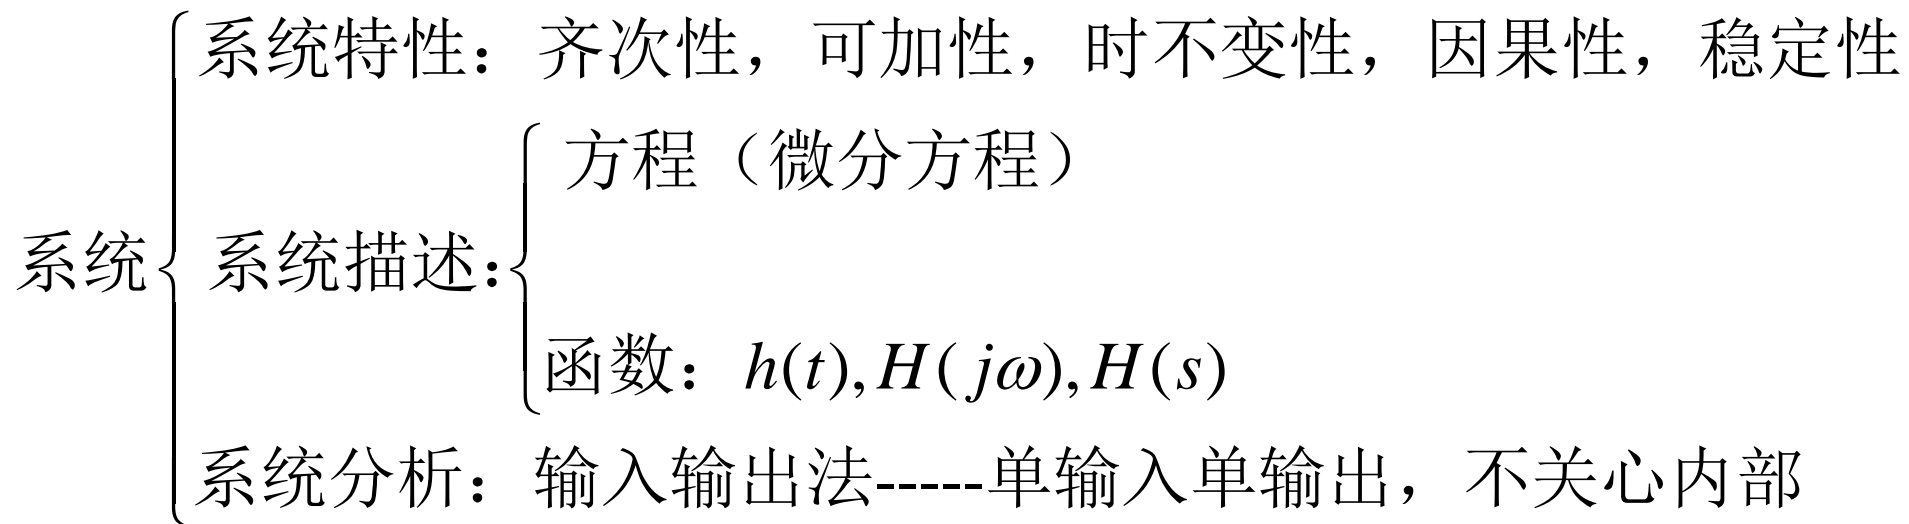 系统特性：齐次性，可加性，时不变性，因果性，稳定性
方程（微分方程）
系统
系统描述：
函数：h(t), H(jω), H(s)
系统分析：输入输出法-----单输入单输出，不关心内部